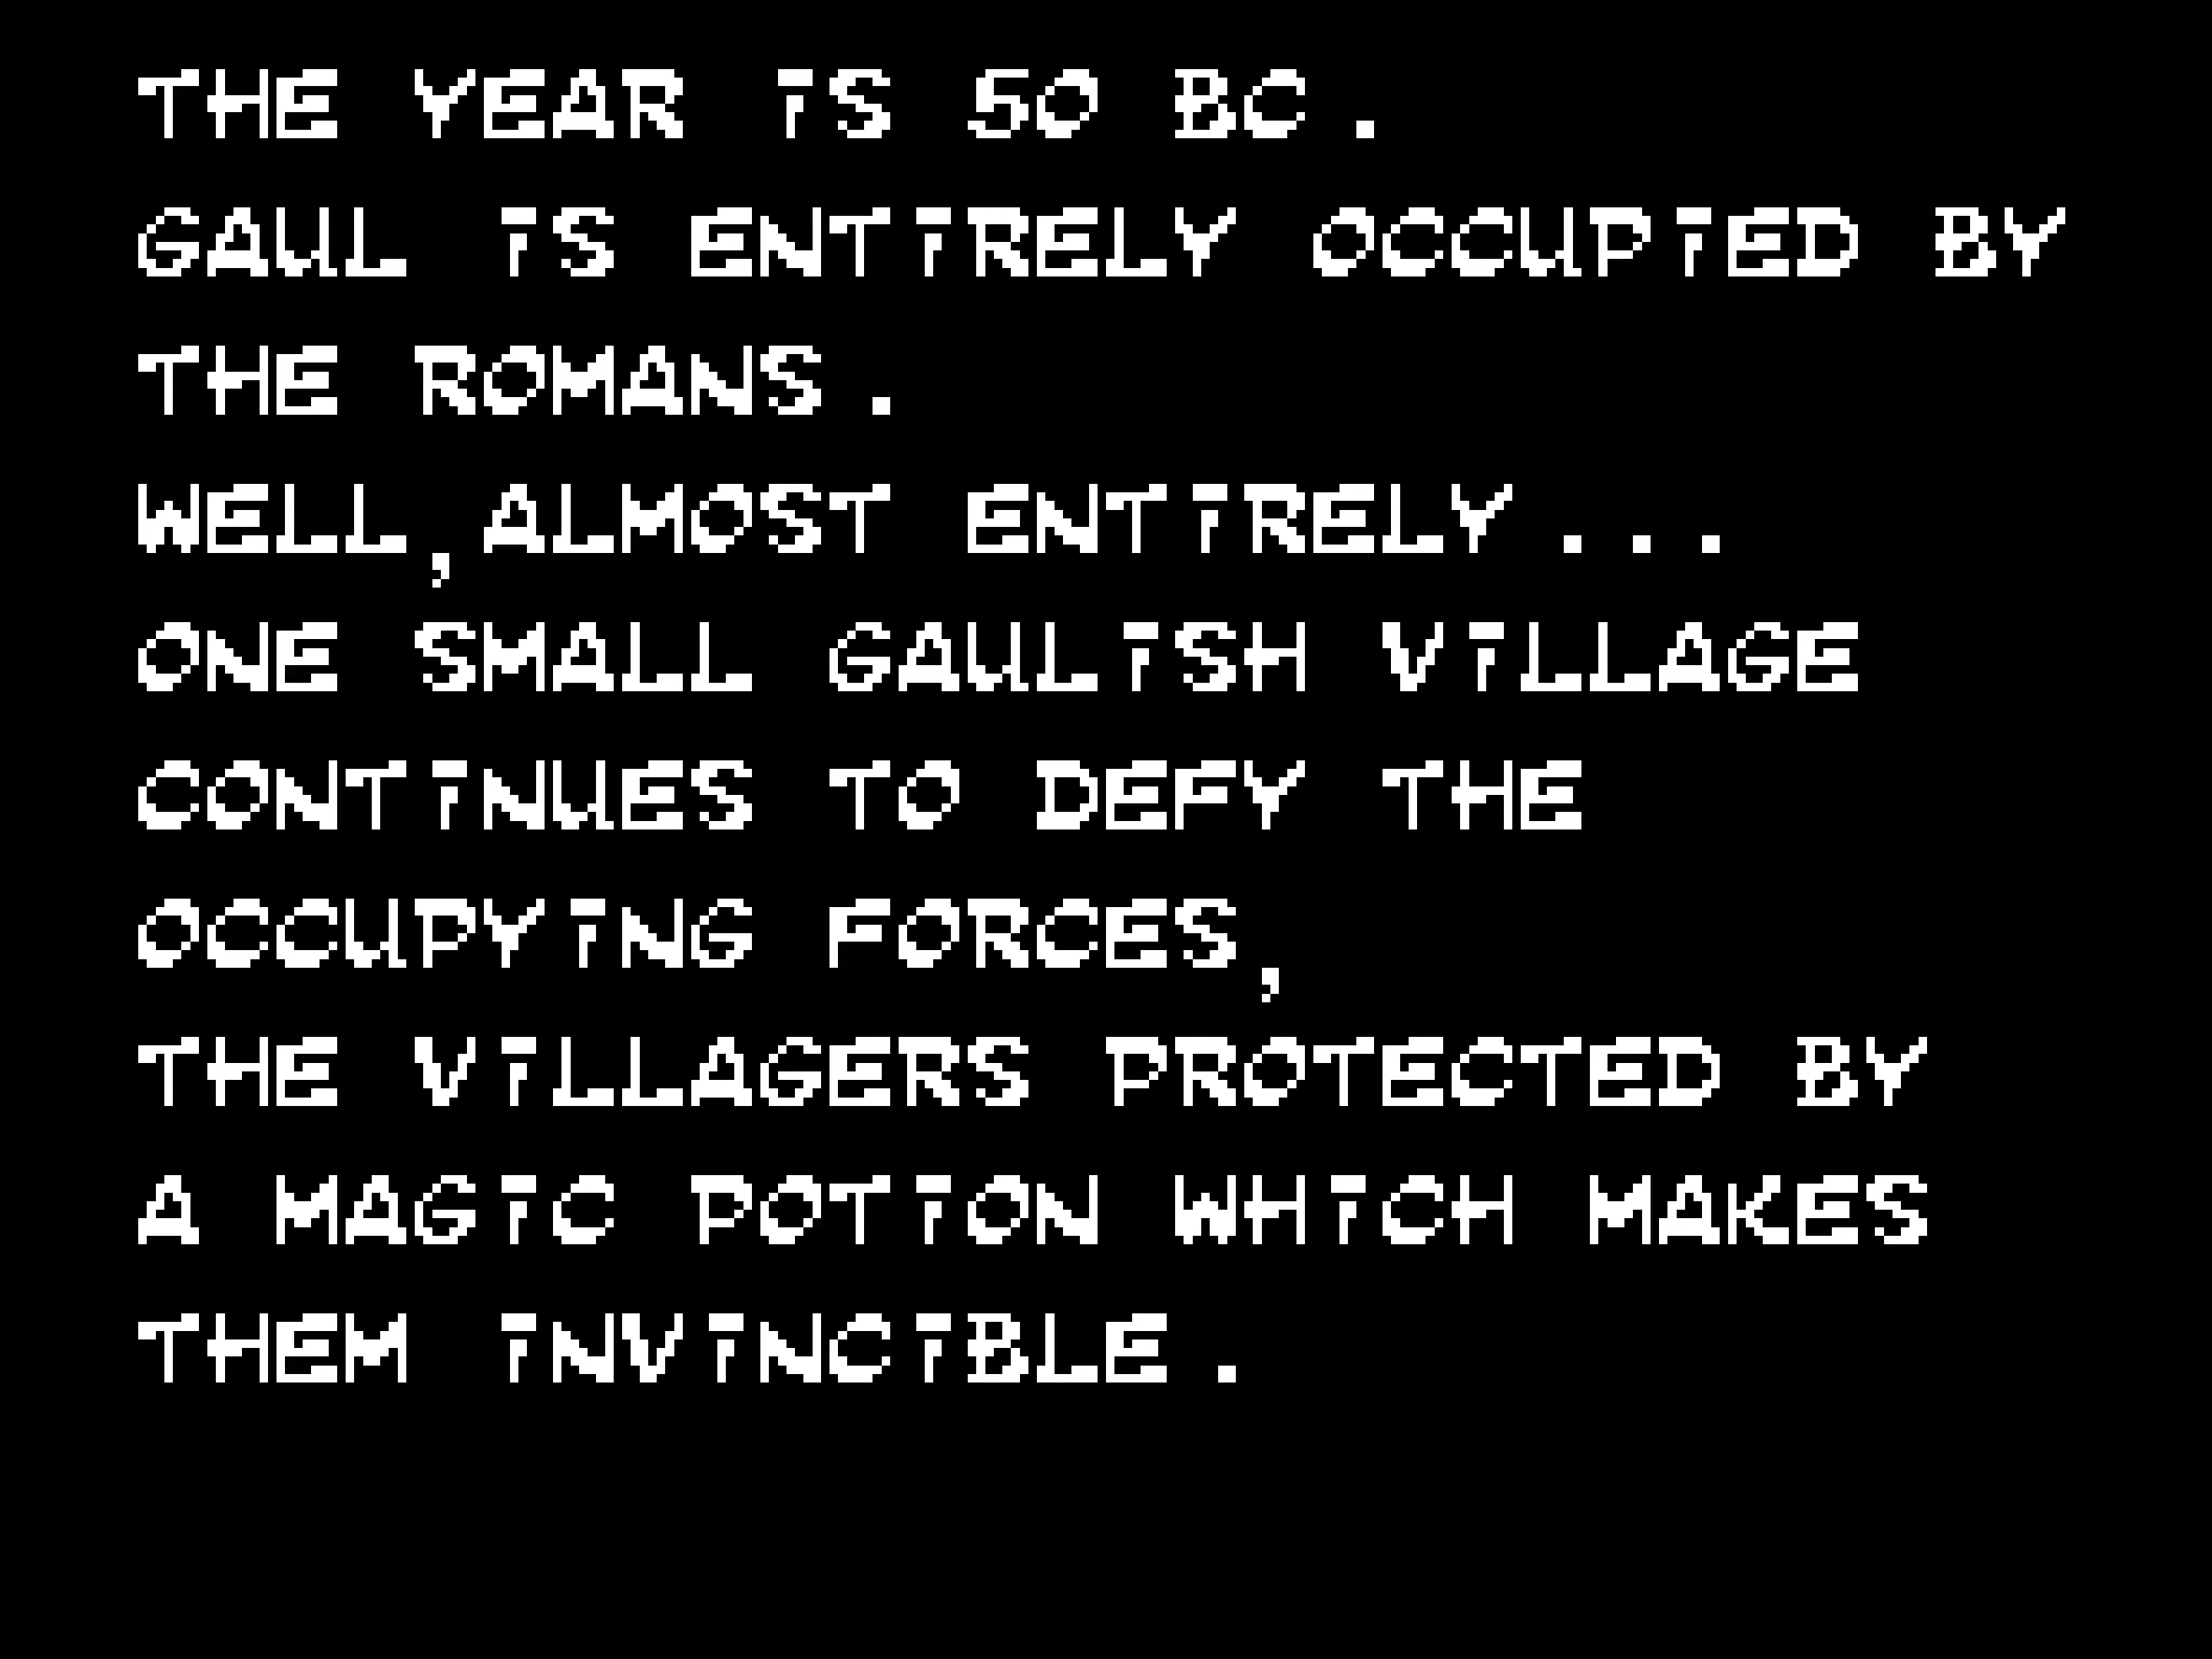 THE YEAR iS 50 BC.
GAUL iS ENTiRELY OCCUPiED BY
THE ROMANS.
WELL,ALMOST ENTiRELY...
ONE SMALL GAULiSH ViLLAGE
CONTiNUES TO DEFY THE
OCCUPYiNG FORCES,
THE ViLLAGERS PROTECTED BY
A MAGiC POTiON WHiCH MAKES
THEM iNViNCiBLE.